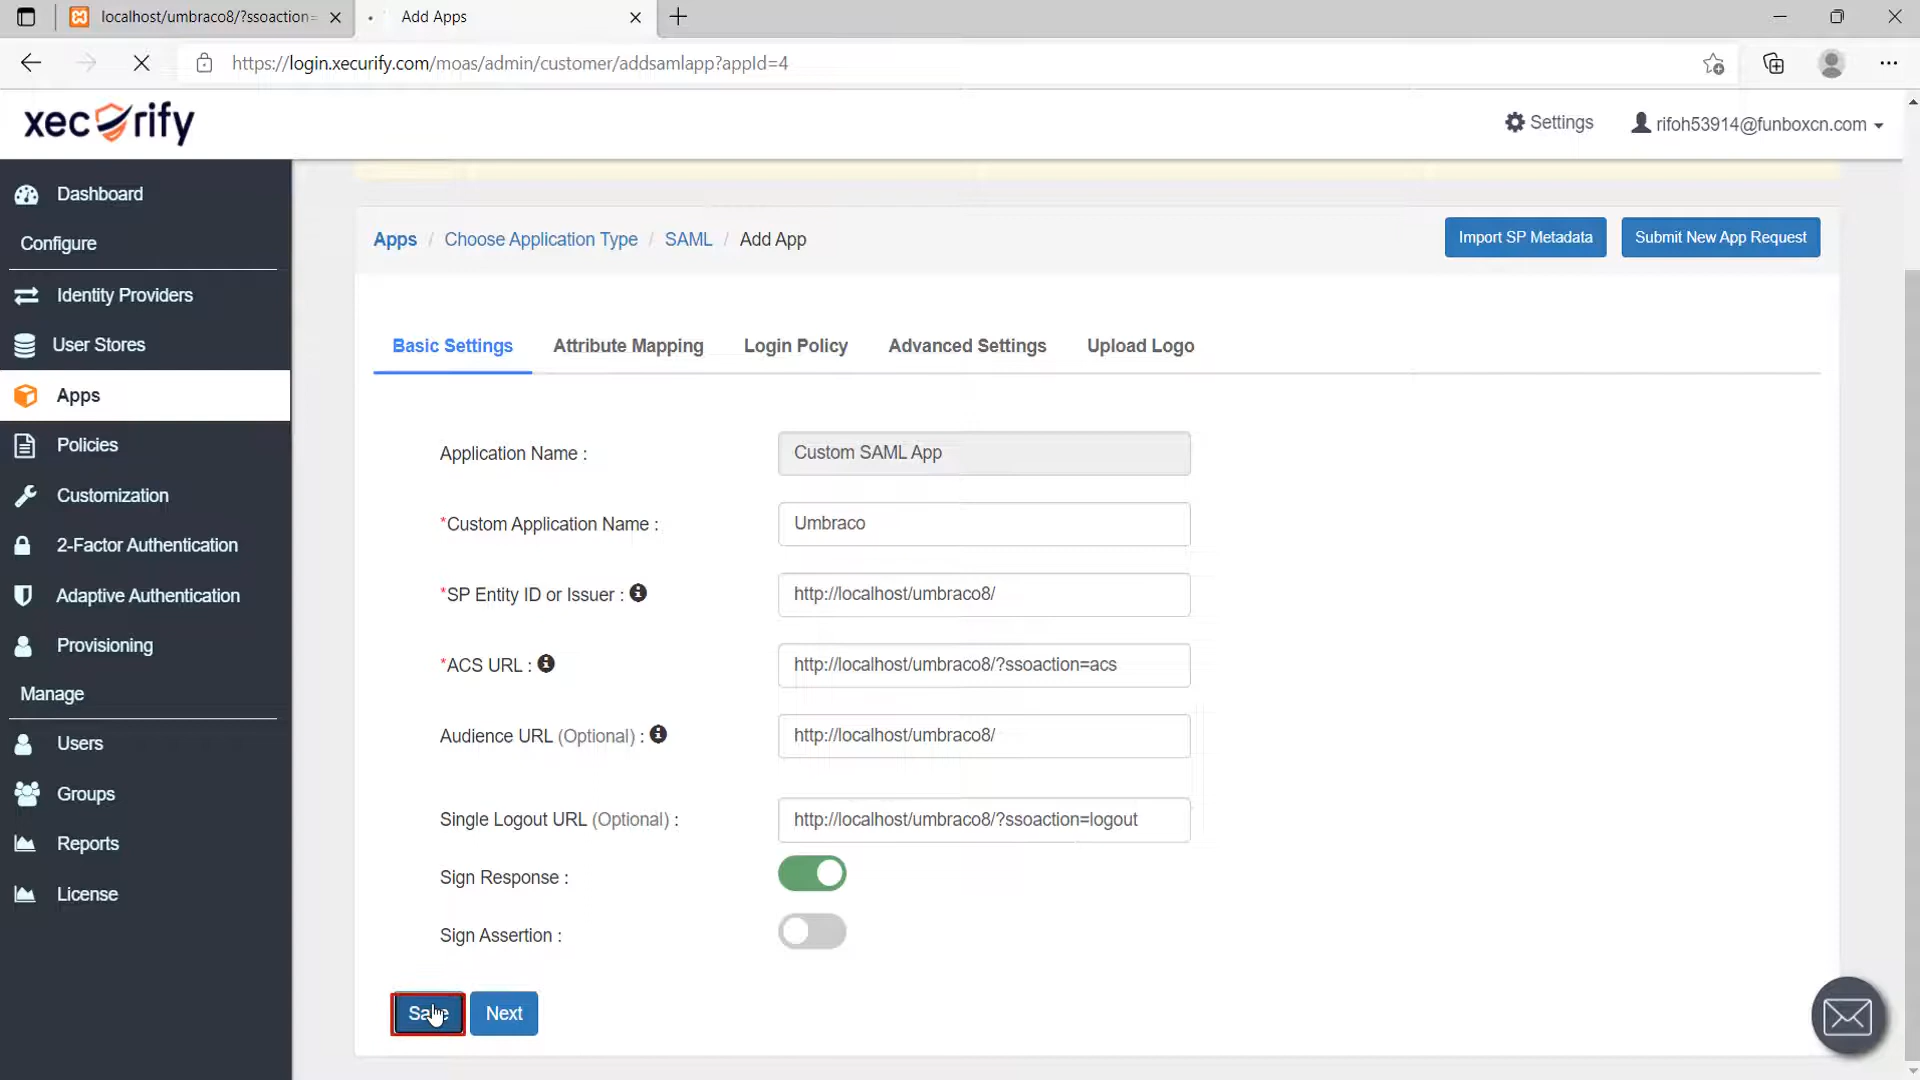 localhost/umbraco8/?ssoaction=
Add Apps
https://login.xecurify.com/moas/admin/customer/addsamlapp?appId=4
xecurify
Settings
rifoh53914@funboxcn.com
Dashboard
Configure
Identity Providers
User Stores
Apps
Policies
Customization
2-Factor Authentication
Adaptive Authentication
Provisioning
Manage
Users
Groups
Reports
License
Apps / Choose Application Type / SAML / Add App
Import SP Metadata
Submit New App Request
Basic Settings
Attribute Mapping
Login Policy
Advanced Settings
Upload Logo
Application Name :
Custom SAML App
*Custom Application Name :
Umbraco
*SP Entity ID or Issuer :
http://localhost/umbraco8/
*ACS URL :
http://localhost/umbraco8/?ssoaction=acs
Audience URL (Optional) :
http://localhost/umbraco8/
Single Logout URL (Optional) :
http://localhost/umbraco8/?ssoaction=logout
Sign Response :
Sign Assertion :
Save
Next